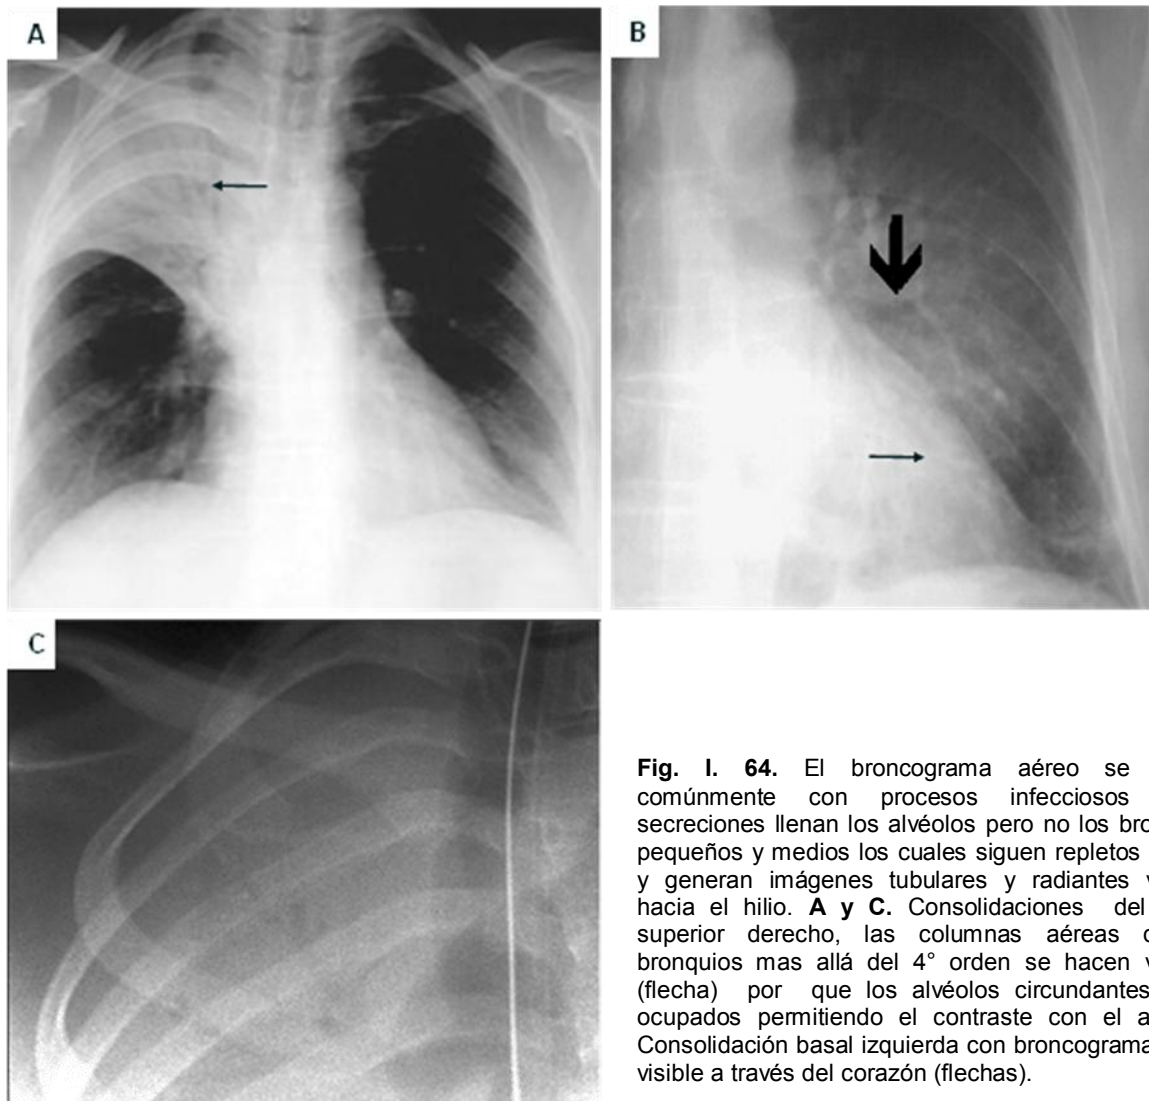 A
B
C
Fig. I. 64. El broncograma aéreo se
comúnmente con procesos infecciosos
secreciones llenan los alvéolos pero no los
pequeños y medios los cuales siguen repletos
y generan imágenes tubulares y radiantes
hacia el hilio. A y C. Consolidaciones del
superior derecho, las columnas aéreas
bronquios mas allá del 4° orden se hacen
(flecha) por que los alvéolos circundantes
ocupados permitiendo el contraste con el
Consolidación basal izquierda con broncograma
visible a través del corazón (flechas).